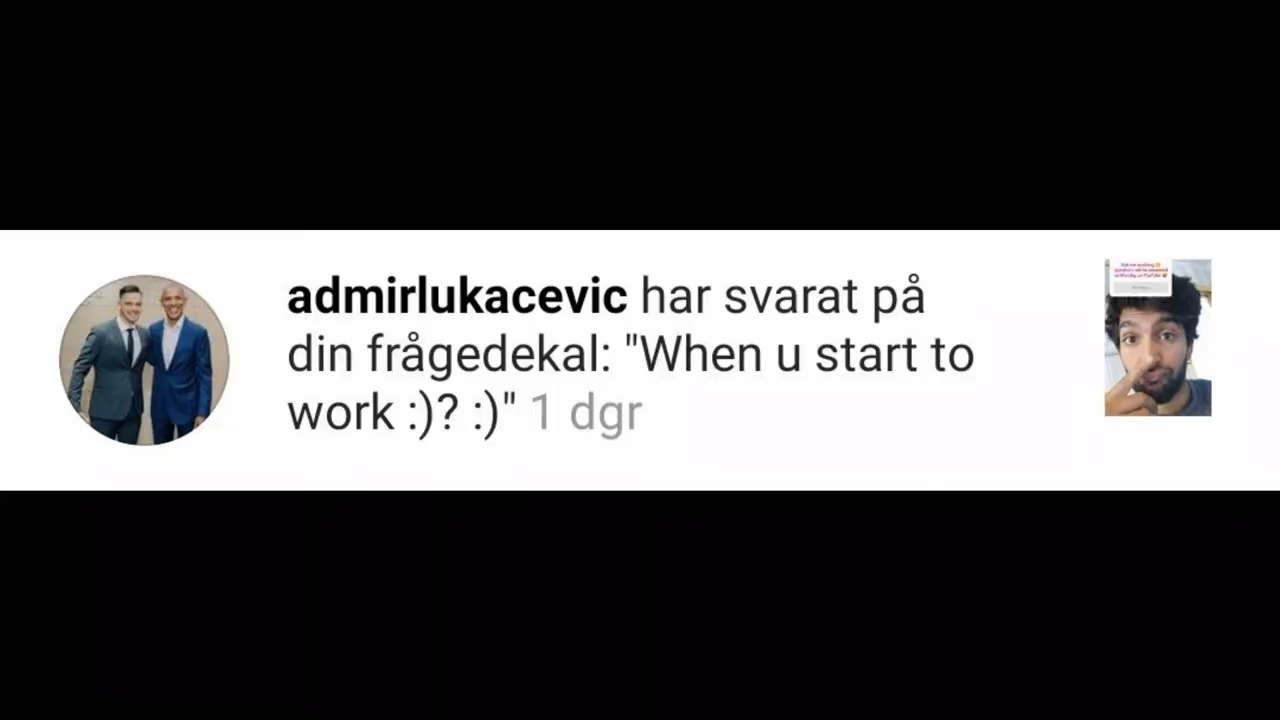 admirlukacevic har svarat på
din frågedekal: "When u start to
work :)? :)" 1 dgr